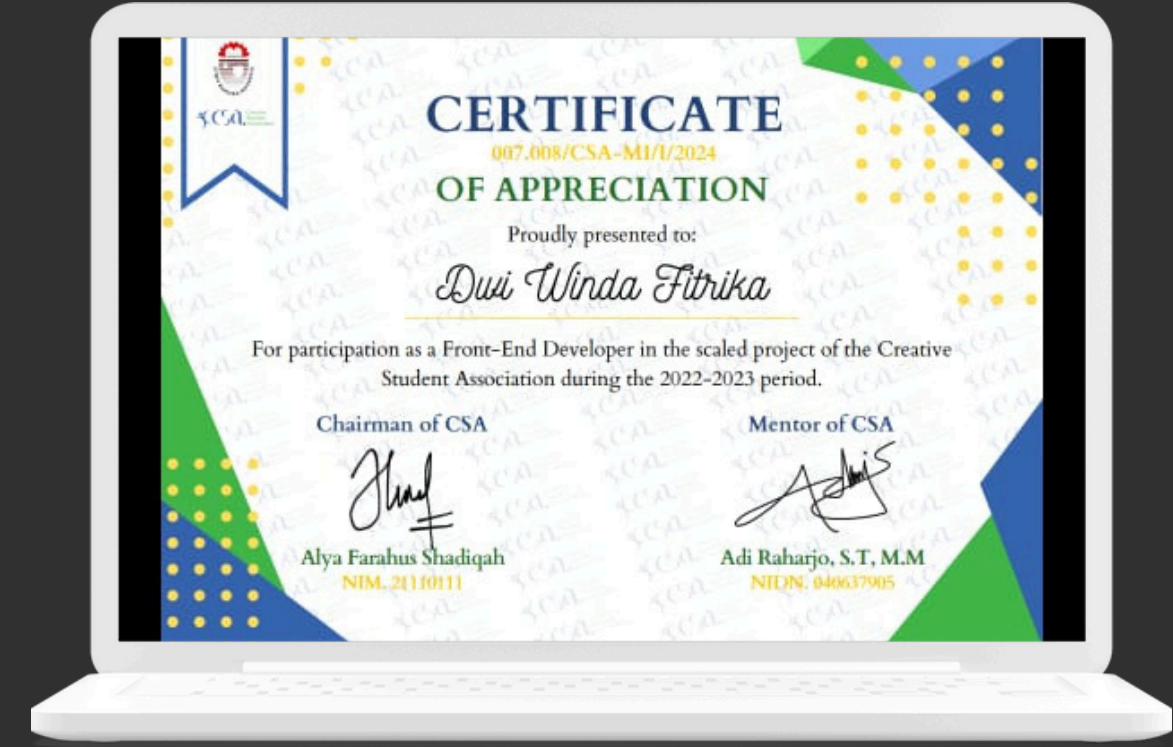 CSA
CERTIFICATE
007.008/CSA-MI/I/2024
OF APPRECIATION
Proudly presented to:
Dwi Winda Fitrika
For participation as a Front-End Developer in the scaled project of the Creative
Student Association during the 2022-2023 period.
Chairman of CSA
Mentor of CSA
Alya Farahus Shadiqah
Adi Raharjo, S.T, M.M
NIM. 21110111
NIDN. 040637905